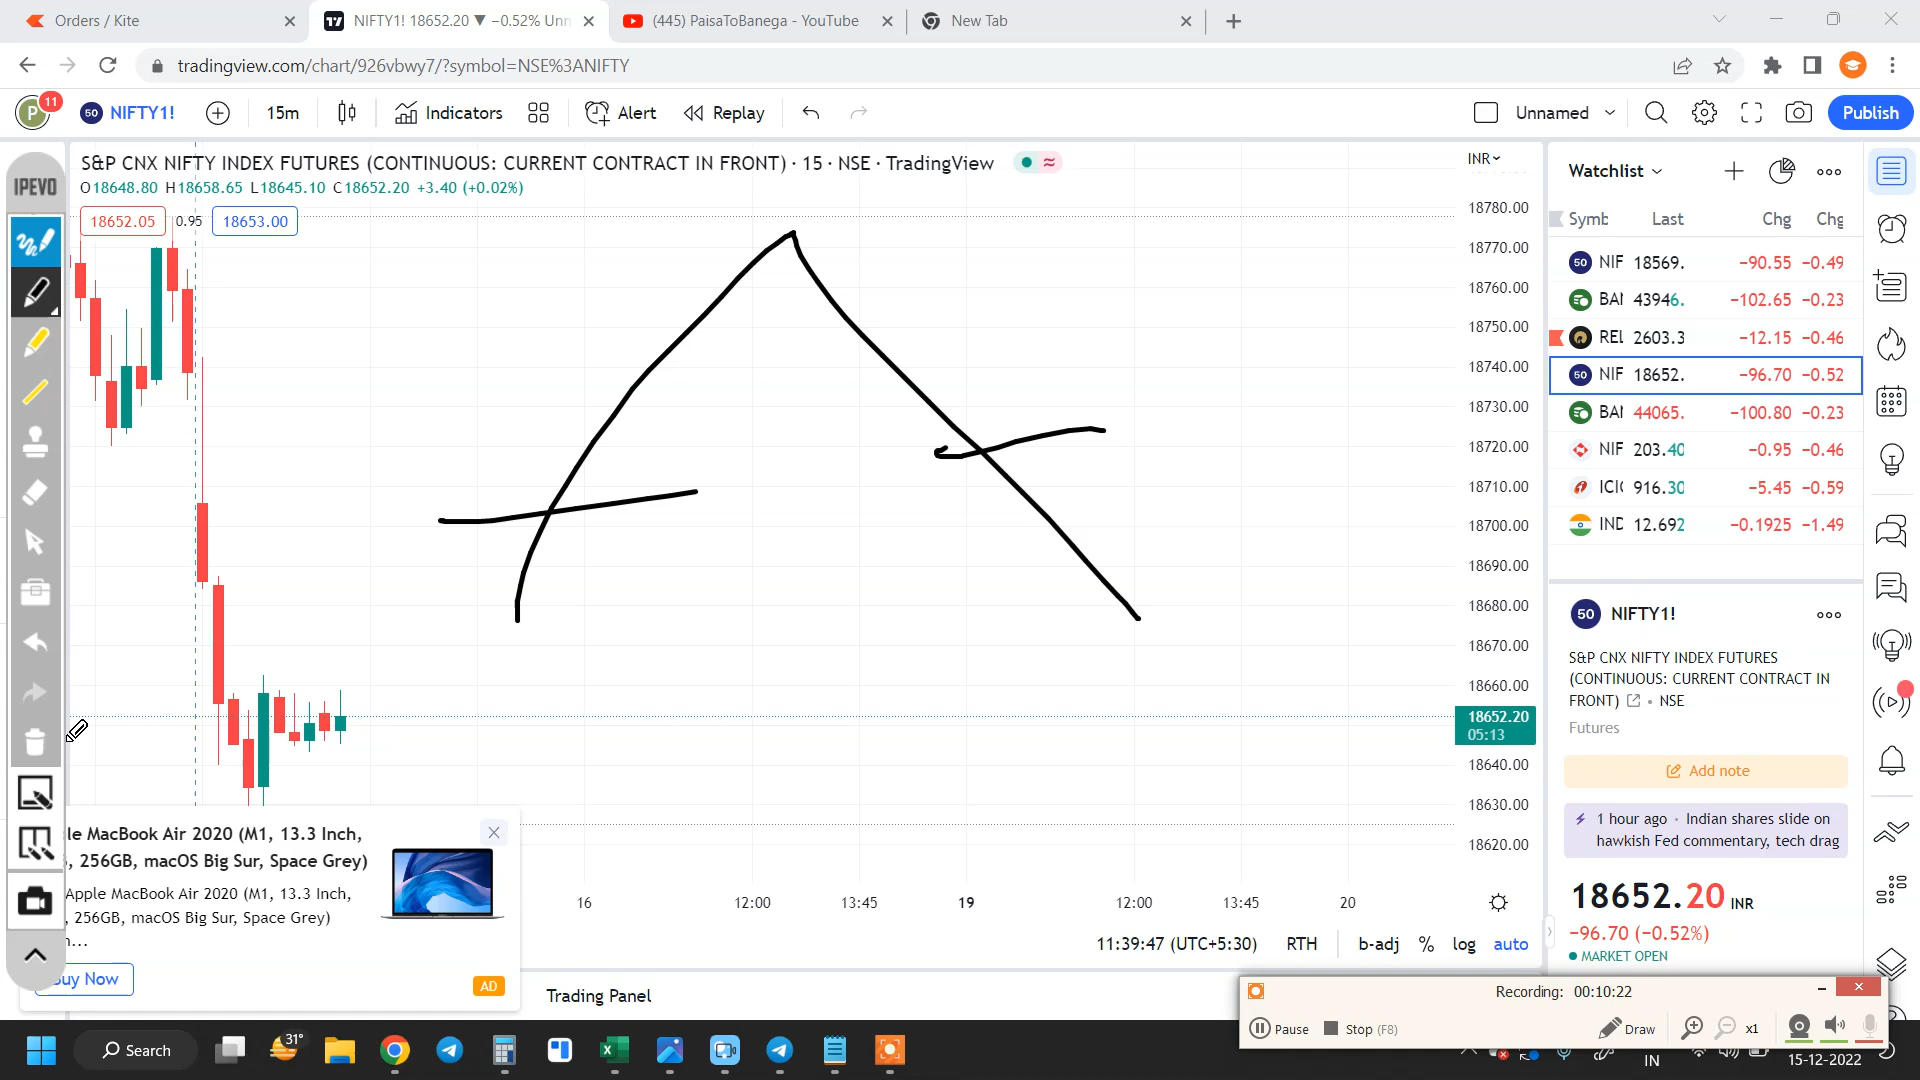 Orders / Kite
NIFTY1! 18652.20 ▼ −0.52% Unn
(445) PaisaToBanega - YouTube
New Tab
tradingview.com/chart/926vbwy7/?symbol=NSE%3ANIFTY
P 11
50 NIFTY1! 15m Indicators Alert Replay Unnamed Publish
S&P CNX NIFTY INDEX FUTURES (CONTINUOUS: CURRENT CONTRACT IN FRONT) · 15 · NSE · TradingView
O18648.80 H18658.65 L18645.10 C18652.20 +3.40 (+0.02%)
18652.05 0.95 18653.00
IPEVO
INR
18780.00
18770.00
18760.00
18750.00
18740.00
18730.00
18720.00
18710.00
18700.00
18690.00
18680.00
18670.00
18660.00
18652.20
05:13
18640.00
18630.00
18620.00
16 12:00 13:45 19 12:00 13:45 20
11:39:47 (UTC+5:30) RTH b-adj % log auto
le MacBook Air 2020 (M1, 13.3 Inch,
, 256GB, macOS Big Sur, Space Grey)
Apple MacBook Air 2020 (M1, 13.3 Inch,
, 256GB, macOS Big Sur, Space Grey)
Buy Now
AD
Trading Panel
Watchlist
Symb Last Chg Chg
50 NIF 18569. −90.55 −0.49
BAN 43946. −102.65 −0.23
REL 2603.3 −12.15 −0.46
50 NIF 18652. −96.70 −0.52
BAN 44065. −100.80 −0.23
NIF 203.40 −0.95 −0.46
ICIC 916.30 −5.45 −0.59
IND 12.692 −0.1925 −1.49
50 NIFTY1!
S&P CNX NIFTY INDEX FUTURES
(CONTINUOUS: CURRENT CONTRACT IN
FRONT) • NSE
Futures
Add note
1 hour ago · Indian shares slide on
hawkish Fed commentary, tech drag
18652.20 INR
−96.70 (−0.52%)
MARKET OPEN
Recording: 00:10:22
Pause Stop (F8) Draw x1
Search
31°
IN
15-12-2022